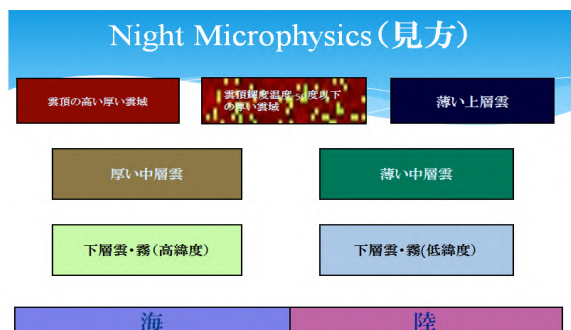 Night Microphysics(見方)
雲頂の高い厚い雲域
雲頂輝度温度-50度以下
の厚い雲域
薄い上層雲
厚い中層雲
薄い中層雲
下層雲・霧(高緯度)
下層雲・霧(低緯度)
海
陸